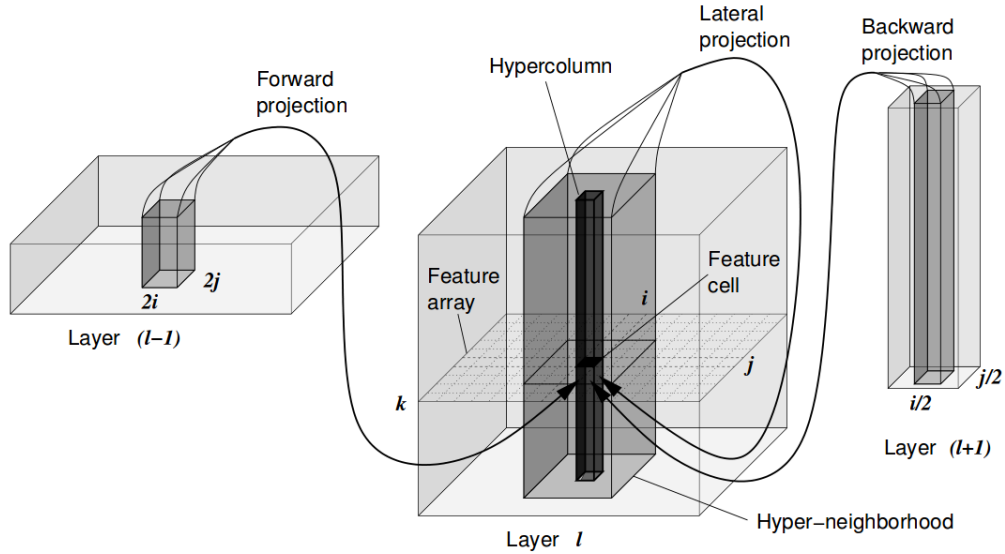 Forward
projection
2i
2j
Layer (l−1)
Lateral
projection
Hypercolumn
Feature
array
Feature
cell
i
j
k
Layer l
Hyper−neighborhood
Backward
projection
i/2
j/2
Layer (l+1)